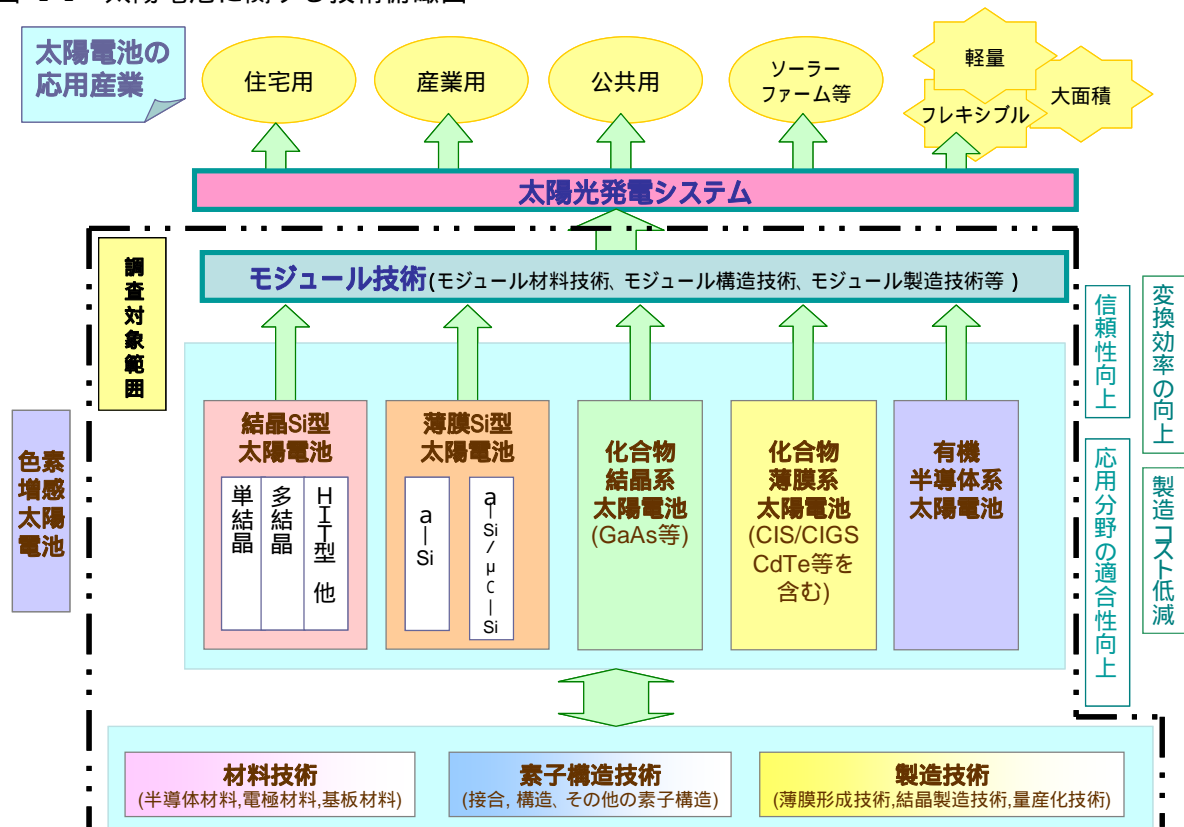 太陽電池の
応用産業
住宅用
産業用
公共用
ソーラー
ファーム等
軽量
フレキシブル
大面積
太陽光発電システム
調査対象範囲
モジュール技術(モジュール材料技術、モジュール構造技術、モジュール製造技術等 )
信頼性向上
変換効率の向上
応用分野の適合性向上
製造コスト低減
色素
増感
太陽
電池
結晶Si型
太陽電池
単結晶
多結晶
HIT型 他
薄膜Si型
太陽電池
a-Si
a-Si/μC-Si
化合物
結晶系
太陽電池
(GaAs等)
化合物
薄膜系
太陽電池
(CIS/CIGS
CdTe等を
含む)
有機
半導体系
太陽電池
材料技術
(半導体材料,電極材料,基板材料)
素子構造技術
(接合, 構造、その他の素子構造)
製造技術
(薄膜形成技術,結晶製造技術,量産化技術)